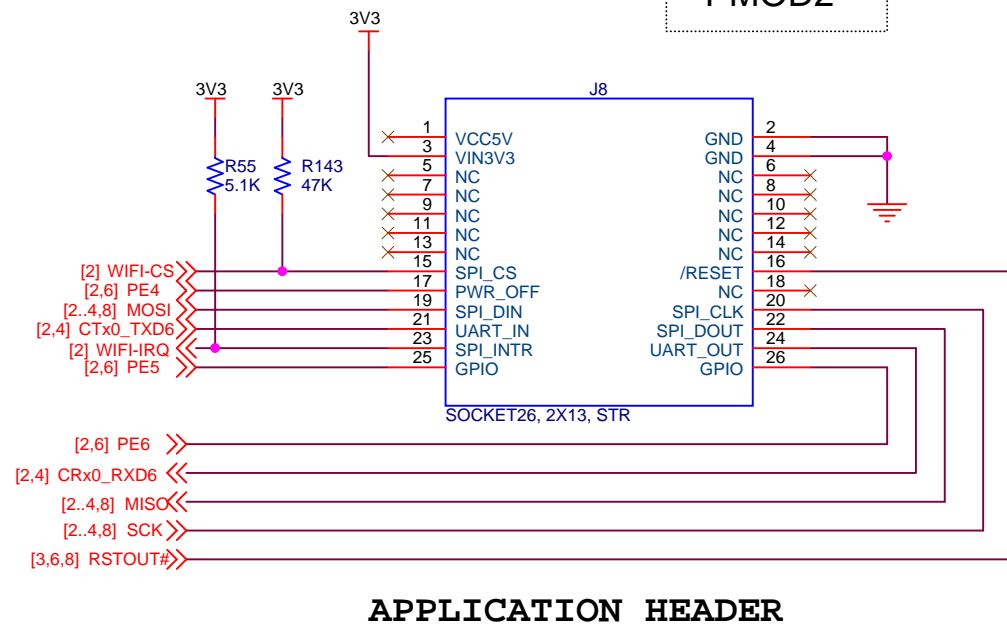 PMOD2
3V3
3V3 3V3
J8
R55
5.1K
R143
47K
1 VCC5V GND 2
3 VIN3V3 GND 4
5 NC NC 6
7 NC NC 8
9 NC NC 10
11 NC NC 12
13 NC NC 14
[2] WIFI-CS 15 SPI_CS /RESET 16
[2,6] PE4 17 PWR_OFF NC 18
[2..4,8] MOSI 19 SPI_DIN SPI_CLK 20
[2,4] CTx0_TXD6 21 UART_IN SPI_DOUT 22
[2] WIFI-IRQ 23 SPI_INTR UART_OUT 24
[2,6] PE5 25 GPIO GPIO 26
SOCKET26, 2X13, STR
[2,6] PE6
[2,4] CRx0_RXD6
[2..4,8] MISO
[2..4,8] SCK
[3,6,8] RSTOUT#
APPLICATION HEADER